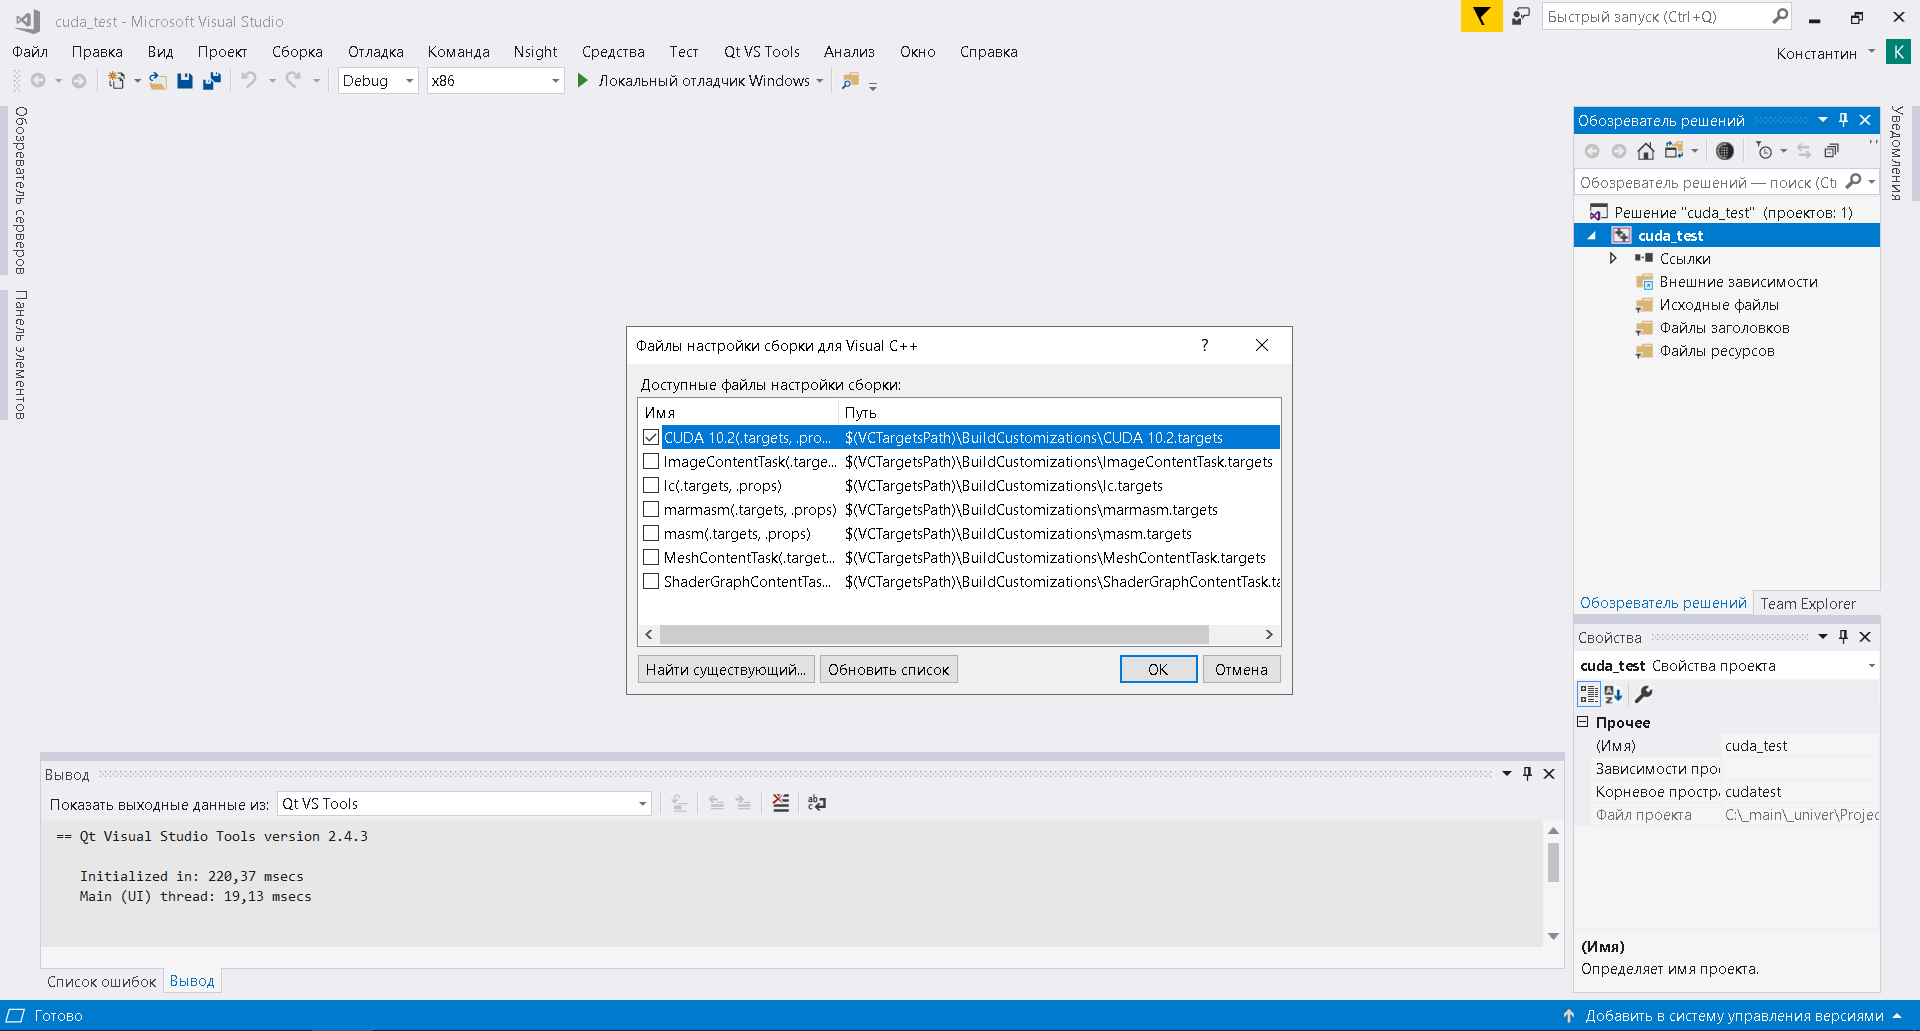 cuda_test - Microsoft Visual Studio
Быстрый запуск (Ctrl+Q)
Файл Правка Вид Проект Сборка Отладка Команда Nsight Средства Тест Qt VS Tools Анализ Окно Справка
Константин K
Debug x86 Локальный отладчик Windows
Обозреватель серверов
Панель элементов
Уведомления
Обозреватель решений
Обозреватель решений — поиск (Ctı
Решение "cuda_test" (проектов: 1)
cuda_test
Ссылки
Внешние зависимости
Исходные файлы
Файлы заголовков
Файлы ресурсов
Обозреватель решений Team Explorer
Файлы настройки сборки для Visual C++ ?
Доступные файлы настройки сборки:
Имя Путь
CUDA 10.2(.targets, .pro... $(VCTargetsPath)\BuildCustomizations\CUDA 10.2.targets
ImageContentTask(.targe... $(VCTargetsPath)\BuildCustomizations\ImageContentTask.targets
lc(.targets, .props) $(VCTargetsPath)\BuildCustomizations\lc.targets
marmasm(.targets, .props) $(VCTargetsPath)\BuildCustomizations\marmasm.targets
masm(.targets, .props) $(VCTargetsPath)\BuildCustomizations\masm.targets
MeshContentTask(.target... $(VCTargetsPath)\BuildCustomizations\MeshContentTask.targets
ShaderGraphContentTas... $(VCTargetsPath)\BuildCustomizations\ShaderGraphContentTask.ta
Найти существующий... Обновить список OK Отмена
Свойства
cuda_test Свойства проекта
Прочее
(Имя) cuda_test
Зависимости проє
Корневое простра cudatest
Файл проекта C:\_main\_univer\Projec
(Имя)
Определяет имя проекта.
Вывод
Показать выходные данные из: Qt VS Tools
== Qt Visual Studio Tools version 2.4.3
Initialized in: 220,37 msecs
Main (UI) thread: 19,13 msecs
Список ошибок Вывод
Готово
Добавить в систему управления версиями